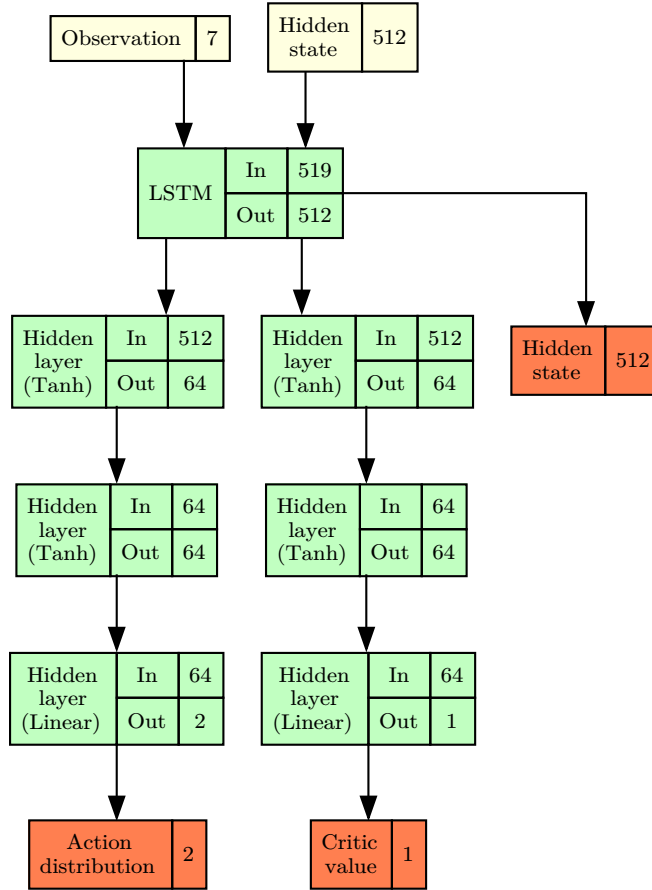 Observation 7
Hidden
state
512
LSTM
In 519
Out 512
Hidden
layer
(Tanh)
In 512
Out 64
Hidden
layer
(Tanh)
In 512
Out 64
Hidden
state
512
Hidden
layer
(Tanh)
In 64
Out 64
Hidden
layer
(Tanh)
In 64
Out 64
Hidden
layer
(Linear)
In 64
Out 2
Hidden
layer
(Linear)
In 64
Out 1
Action
distribution
2
Critic
value
1